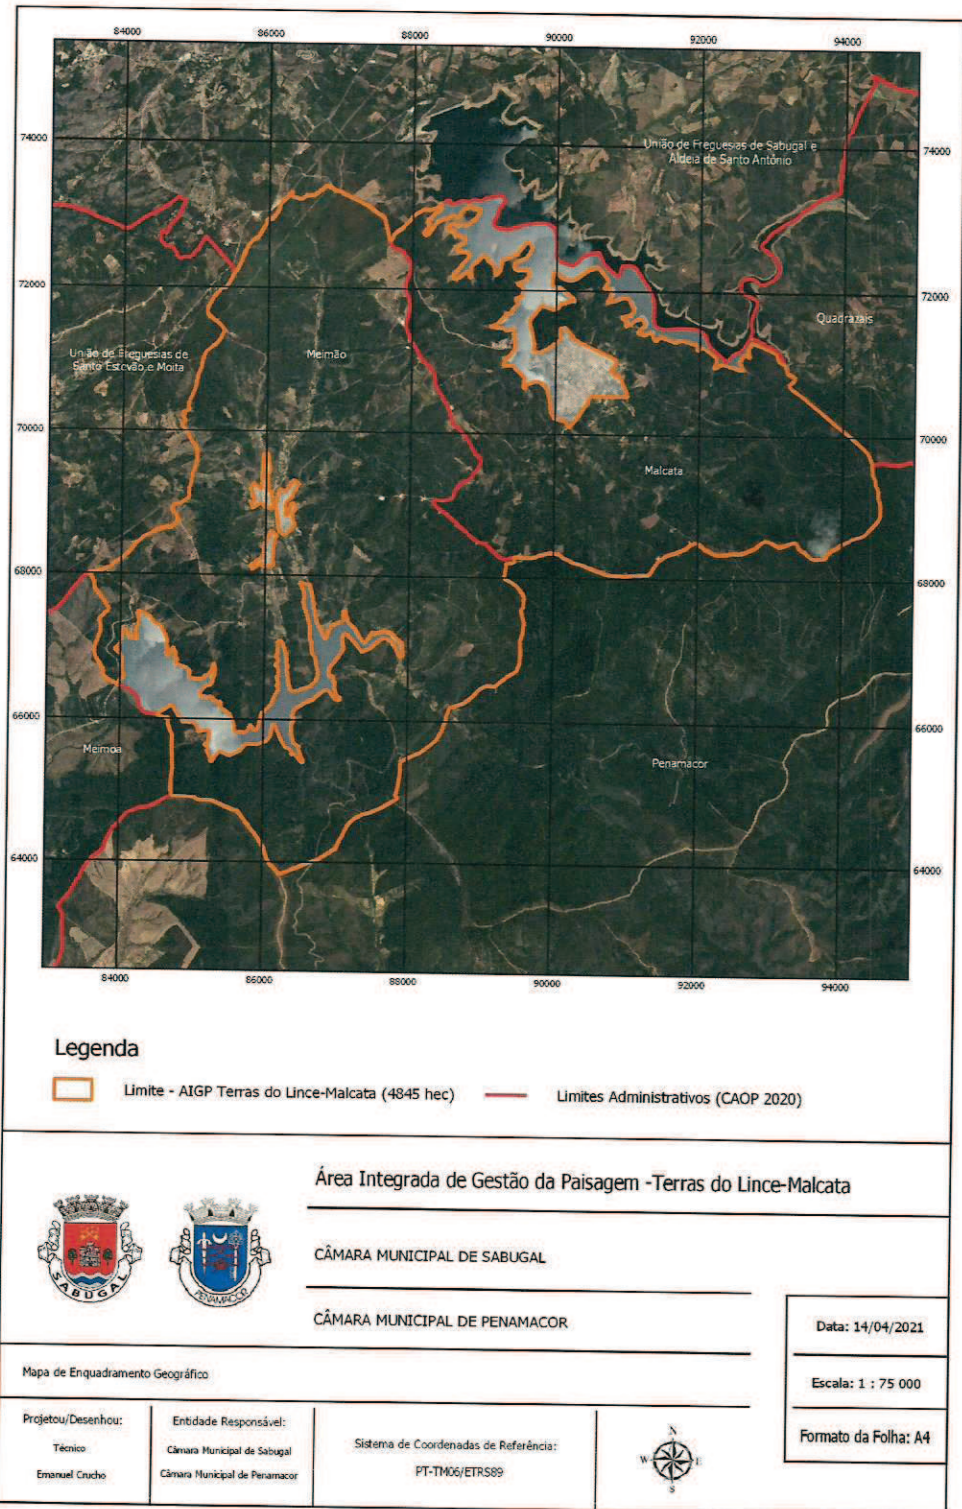 84000 86000 88000 90000 92000 94000
74000 74000
União de Freguesias de Sabugal e
Aldeia de Santo António
72000 72000
Quadrazais
União de Freguesias de
Santo Estevão e Moita
Meimão
70000 70000
Malcata
68000 68000
66000 66000
Meimoa
Penamacor
64000 64000
84000 86000 88000 90000 92000 94000
Legenda
Limite - AIGP Terras do Lince-Malcata (4845 hec)
Limites Administrativos (CAOP 2020)
Área Integrada de Gestão da Paisagem -Terras do Lince-Malcata
SABUGAL
PENAMACOR
CÂMARA MUNICIPAL DE SABUGAL
CÂMARA MUNICIPAL DE PENAMACOR
Data: 14/04/2021
Mapa de Enquadramento Geográfico
Escala: 1 : 75 000
Formato da Folha: A4
Projetou/Desenhou:
Técnico
Emanuel Crucho
Entidade Responsável:
Câmara Municipal de Sabugal
Câmara Municipal de Penamacor
Sistema de Coordenadas de Referência:
PT-TM06/ETRS89
N
W E
S